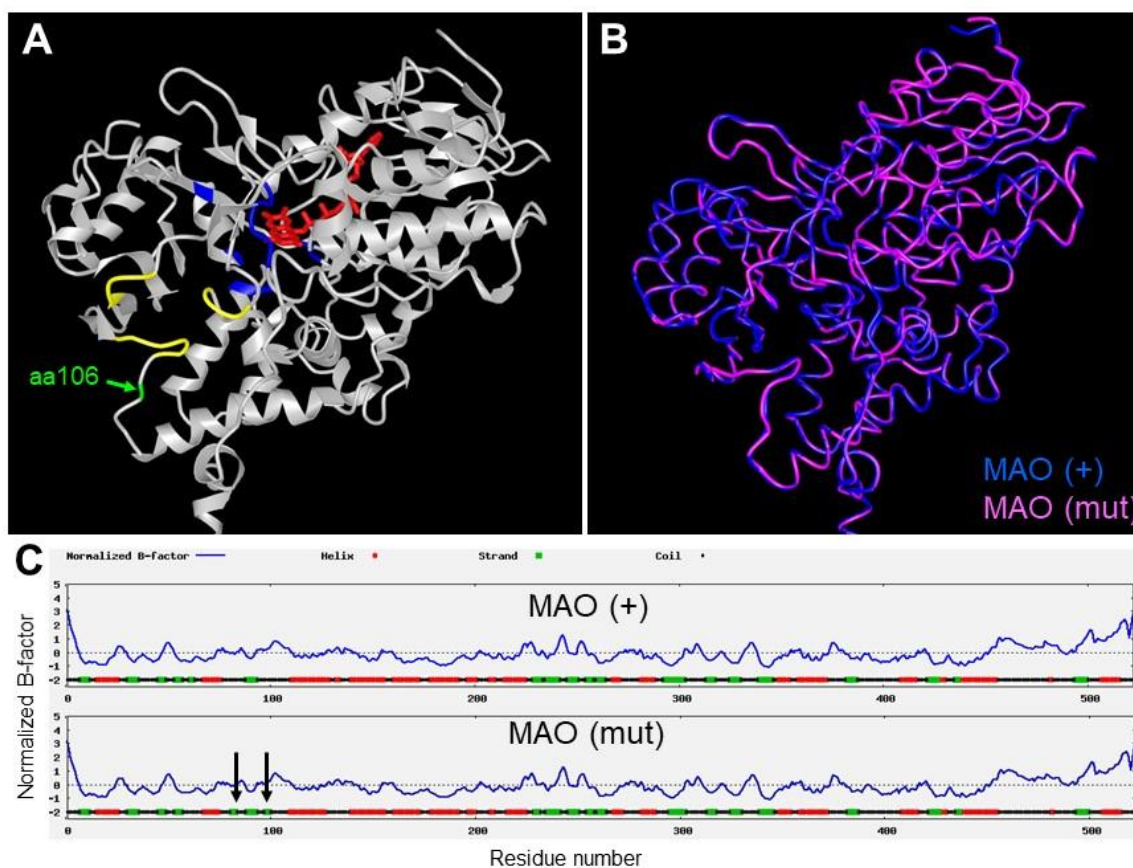 A
B
aa106
MAO (+)
MAO (mut)
C
Normalized B-factor
Helix
Strand
Coil
Normalized B-factor
MAO (+)
5
4
3
2
1
0
-1
-2
0
100
200
300
400
500
MAO (mut)
5
4
3
2
1
0
-1
-2
0
100
200
300
400
500
Residue number